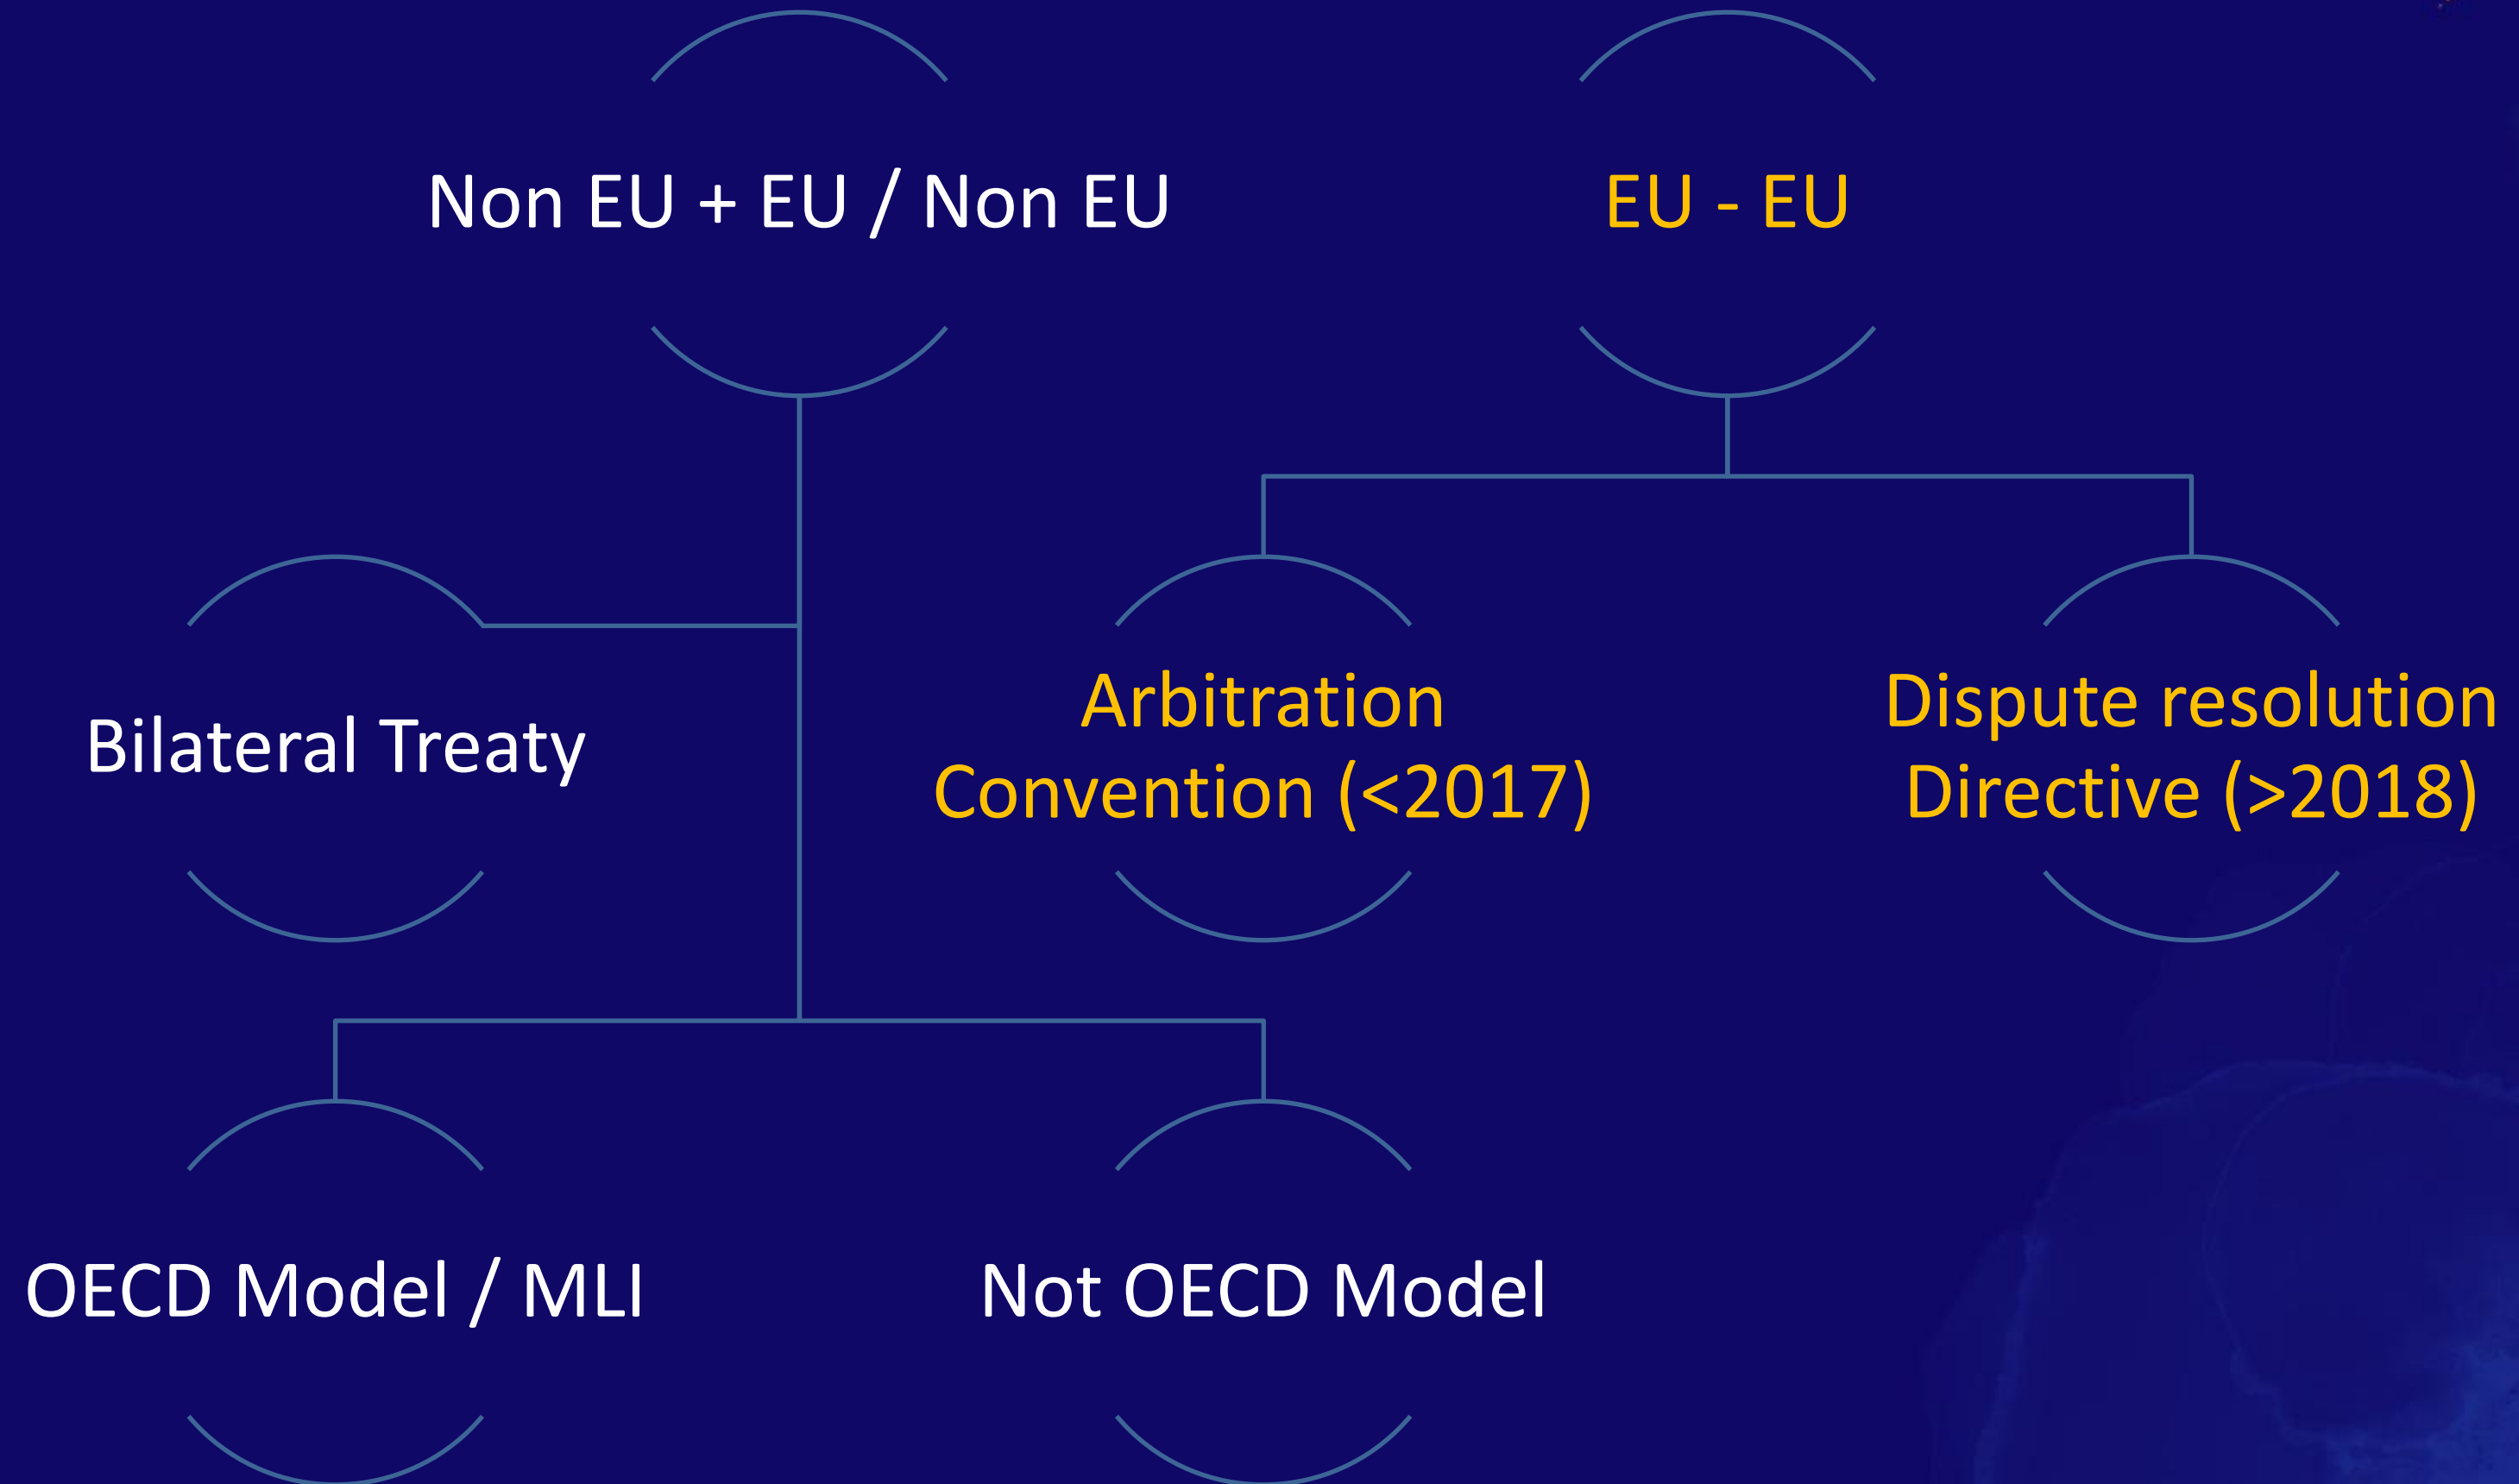 Non EU + EU / Non EU
EU - EU
Bilateral Treaty
Arbitration
Convention (<2017)
Dispute resolution
Directive (>2018)
OECD Model / MLI
Not OECD Model